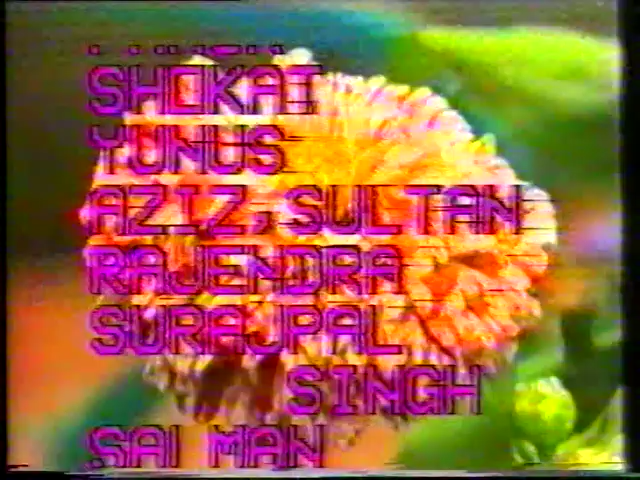 SHOKAT
YUNUS
AZIZ,SULTAN
RAJENDRA
SURAJPAL
SINGH
SAI MAN